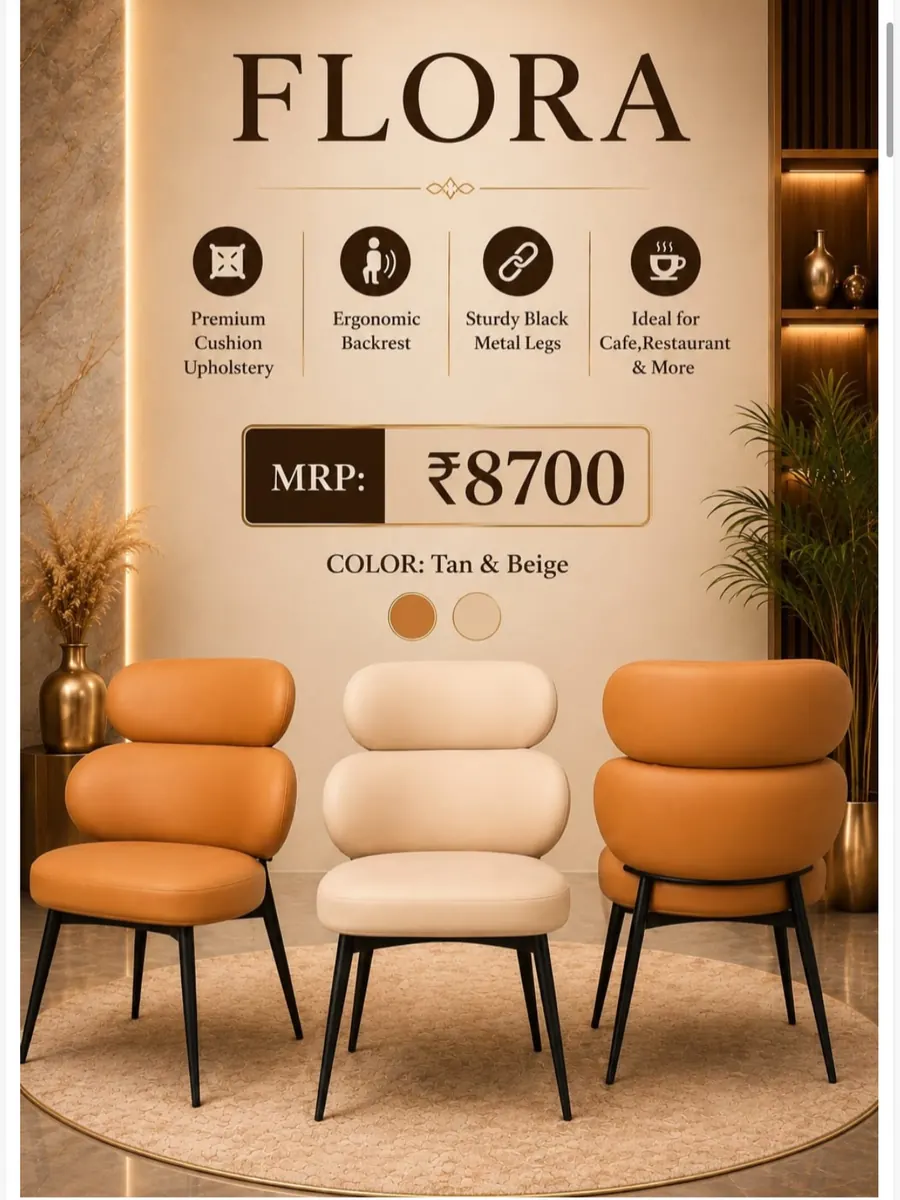 FLORA
Premium
Cushion
Upholstery
Ergonomic
Backrest
Sturdy Black
Metal Legs
Ideal for
Cafe,Restaurant
& More
MRP: ₹8700
COLOR: Tan & Beige